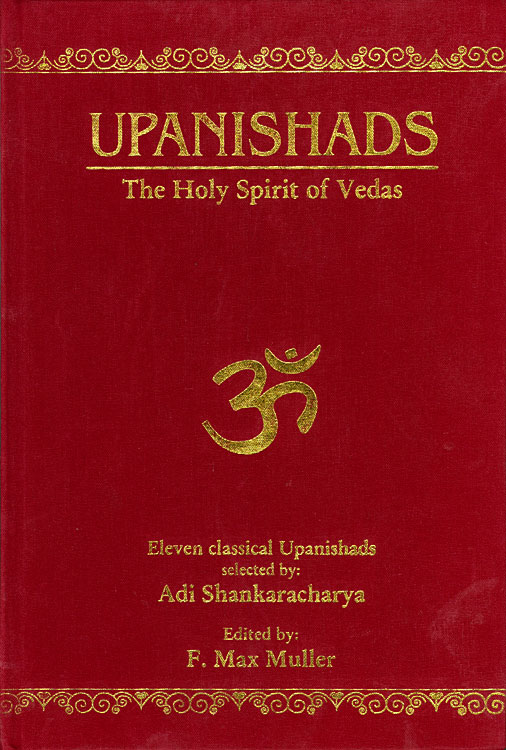 UPANISHADS
The Holy Spirit of Vedas
ॐ
Eleven classical Upanishads
selected by:
Adi Shankaracharya
Edited by:
F. Max Muller